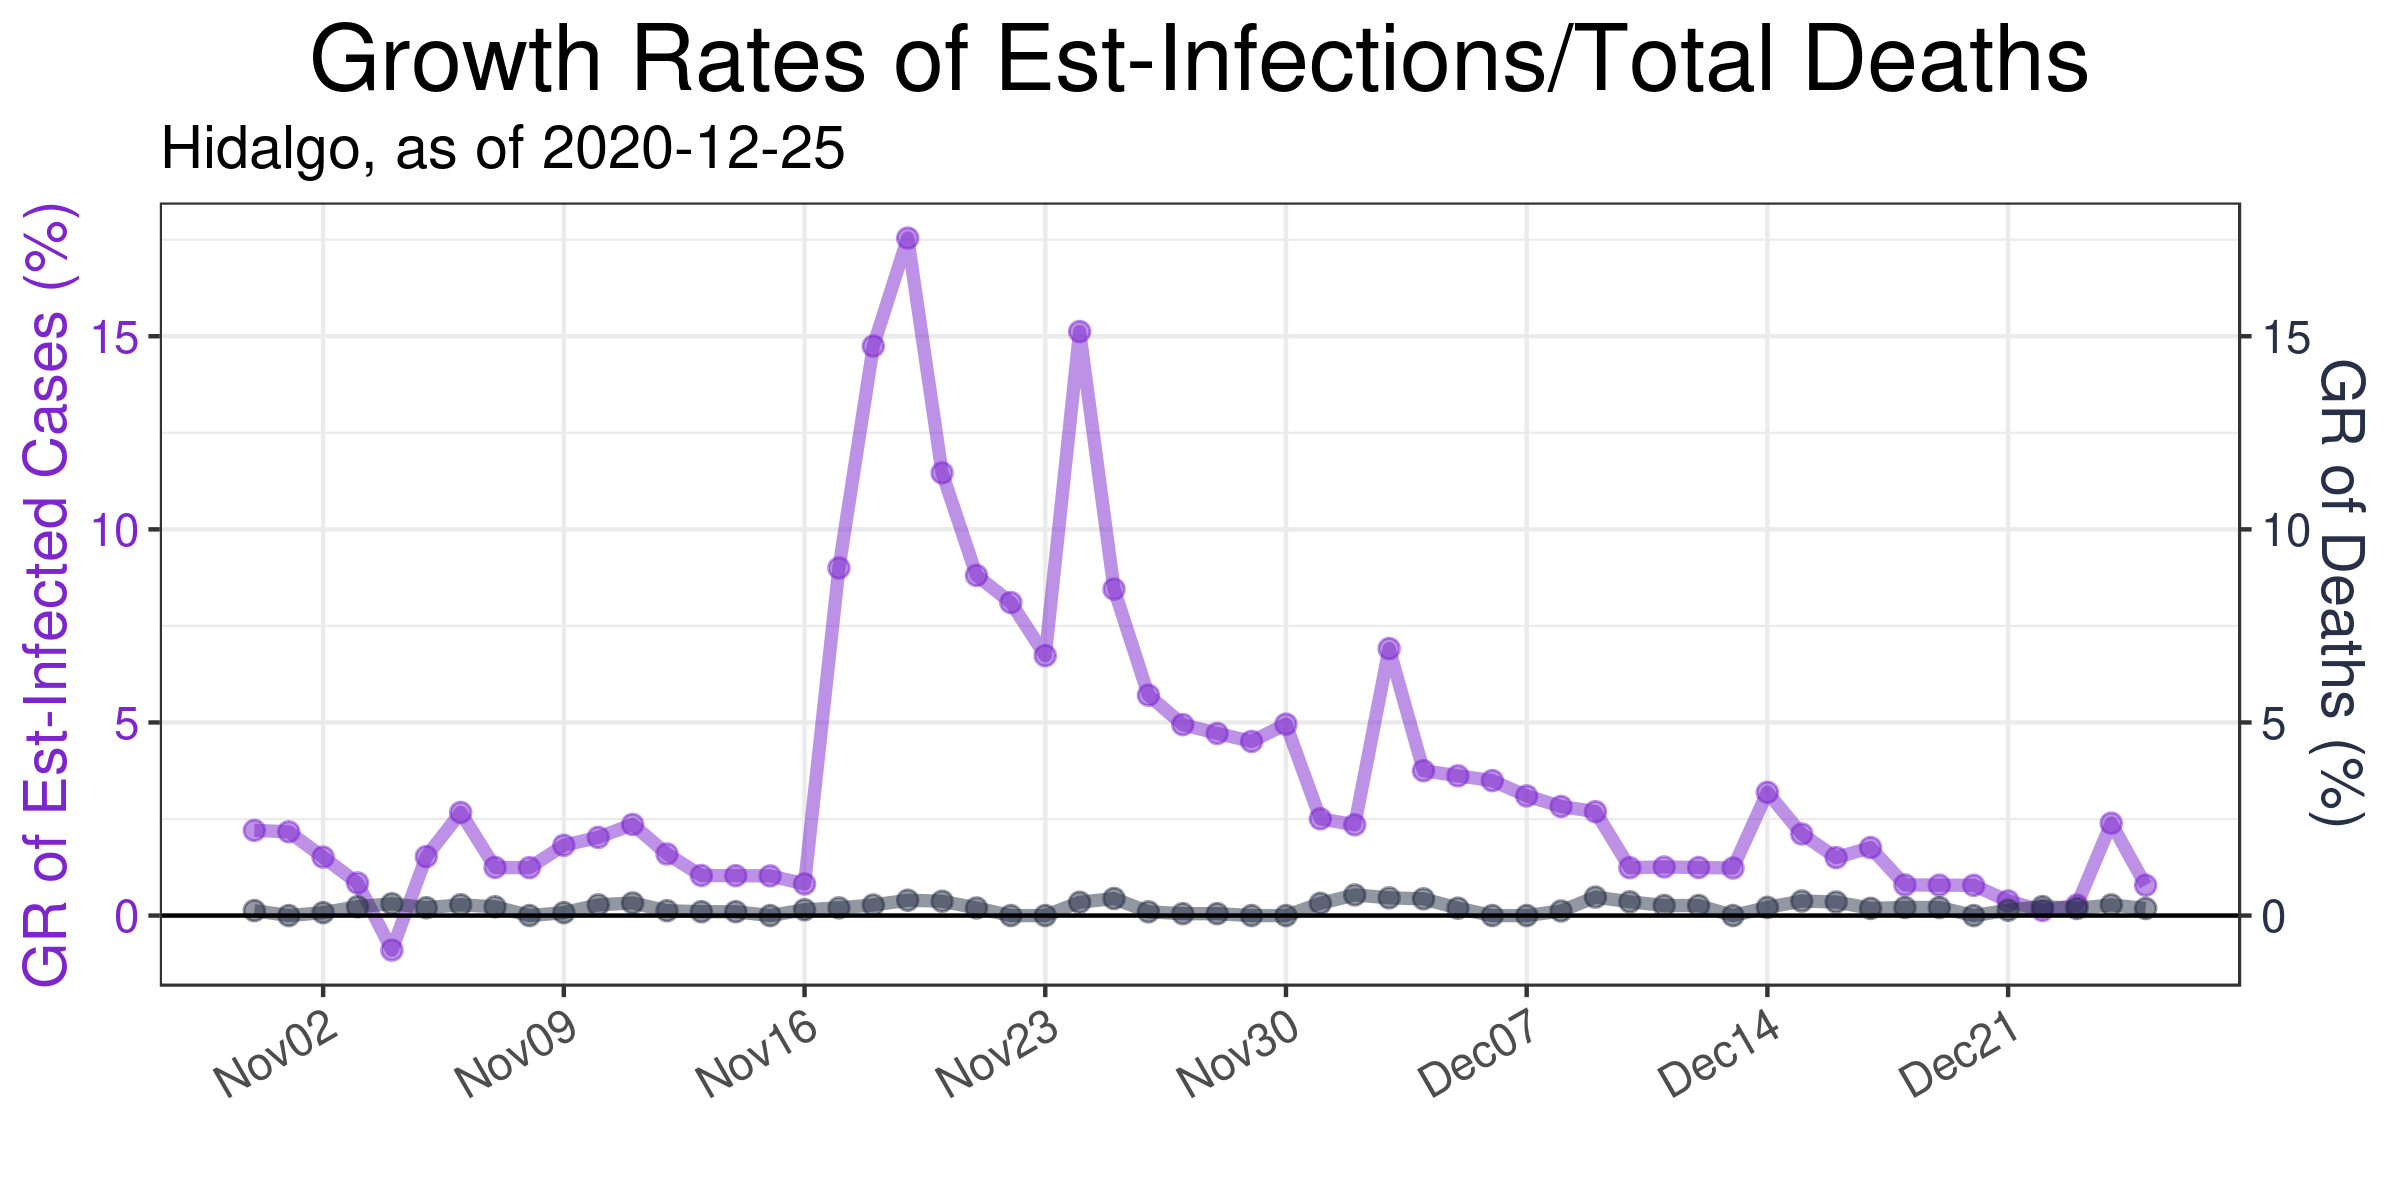 Growth Rates of Est-Infections/Total Deaths
Hidalgo, as of 2020-12-25
GR of Est-Infected Cases (%)
15
10
5
0
15
10
5
0
GR of Deaths (%)
Nov02
Nov09
Nov16
Nov23
Nov30
Dec07
Dec14
Dec21